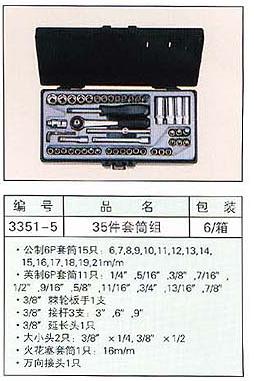 编 号 品 名 包 装
3351-5 35件套筒组 6/箱
·公制6P套筒15只：6,7,8,9,10,11,12,13,14,
15,16,17,18,19,21m/m
·英制6P套筒11只：1/4″,5/16″,3/8″,7/16″,
1/2″,9/16″,5/8″,11/16″,3/4″,13/16″,7/8″
·3/8″ 棘轮板手1支
·3/8″ 接杆3支：3″,6″,9″
·3/8″ 延长头1只
·大小头2只：3/8″×1/4,3/8″×1/2
·火花塞套筒1只：16m/m
·万向接头1只